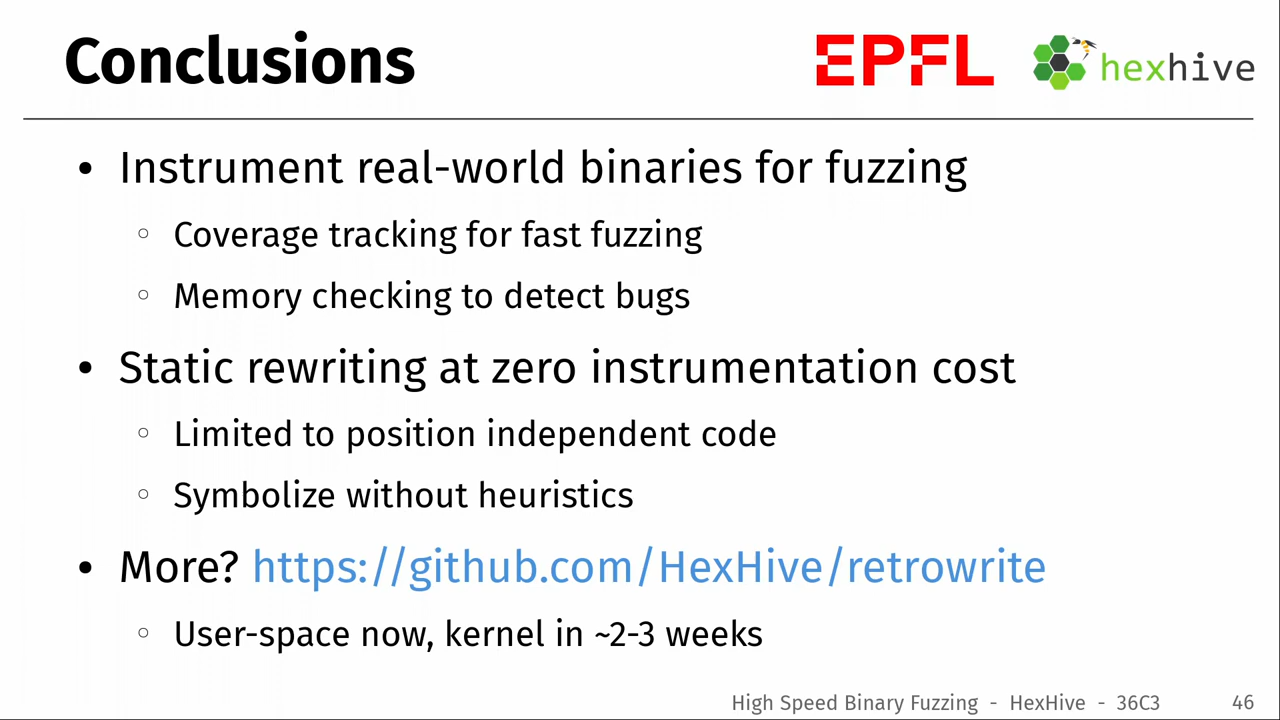 Conclusions
EPFL
hexhive
• Instrument real-world binaries for fuzzing
○ Coverage tracking for fast fuzzing
○ Memory checking to detect bugs
• Static rewriting at zero instrumentation cost
○ Limited to position independent code
○ Symbolize without heuristics
• More? https://github.com/HexHive/retrowrite
○ User-space now, kernel in ~2-3 weeks
High Speed Binary Fuzzing - HexHive - 36C3 46